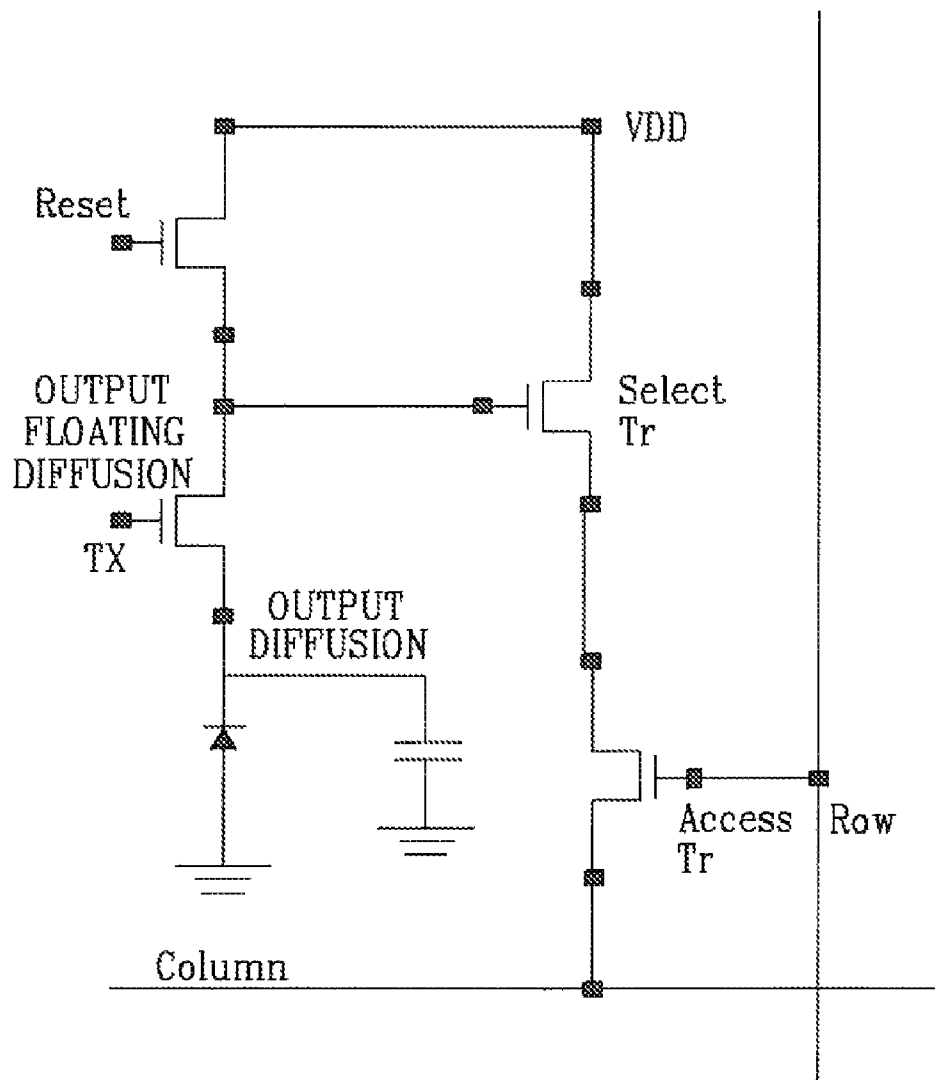 VDD
Reset
OUTPUT
FLOATING
DIFFUSION
Select
Tr
TX
OUTPUT
DIFFUSION
Access
Tr
Row
Column